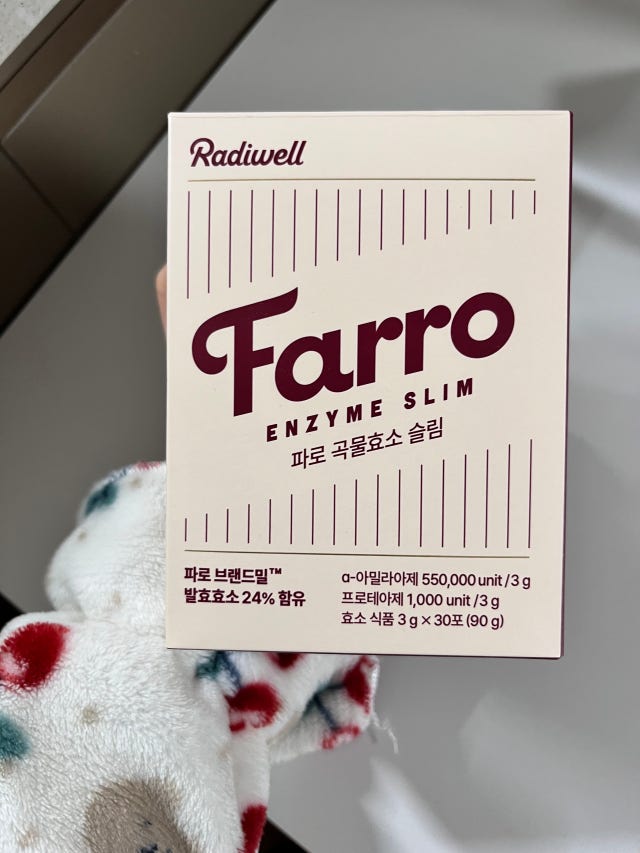 Radiwell
Farro
ENZYME SLIM
파로 곡물효소 슬림
파로 브랜드밀™
발효효소 24% 함유
α-아밀라아제 550,000 unit /3 g
프로테아제 1,000 unit /3 g
효소 식품 3 g × 30포 (90 g)